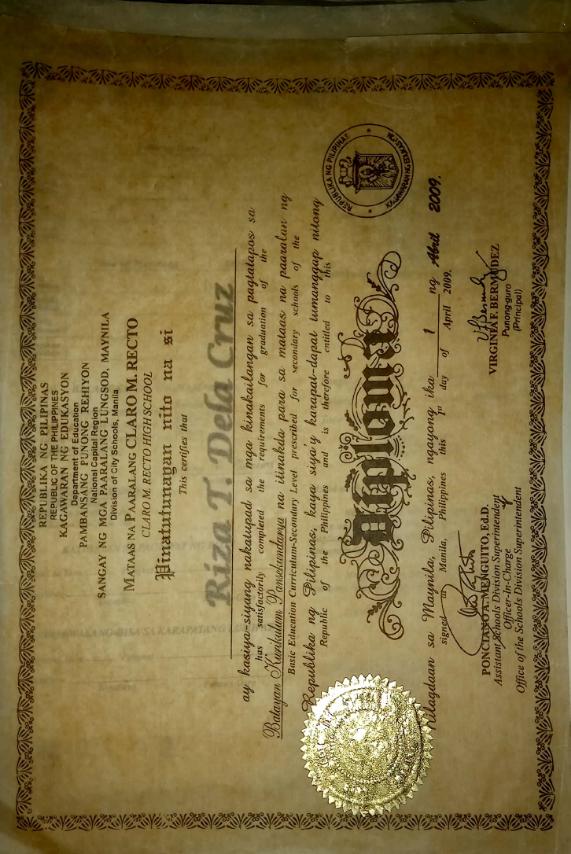 REPUBLIKA NG PILIPINAS
REPUBLIC OF THE PHILIPPINES
KAGAWARAN NG EDUKASYON
Department of Education
PAMBANSANG PUNONG REHIYON
National Capital Region
SANGAY NG MGA PAARALANG LUNGSOD, MAYNILA
Division of City Schools, Manila
MATAAS NA PAARALANG CLARO M. RECTO
CLARO M. RECTO HIGH SCHOOL
Pinatutunayan nito na si
This certifies that
Riza T. Dela Cruz
ay kasiya-siyang nakatupad sa mga kinakailangan sa pagtatapos sa
has satisfactorily completed the requirements for graduation of the
Batayan Kurikulum Pansekundarya na itinakda para sa mataas na paaralan ng
Basic Education Curriculum-Secondary Level prescribed for secondary schools of the
Republika ng Pilipinas, kaya siya'y karapat-dapat tumanggap nitong
Republic of the Philippines and is therefore entitled to this
Diploma
REPUBLIKA NG PILIPINAS
Nilagdaan sa Maynila, Pilipinas, ngayong ika 1 ng Abril 2009.
signed at Manila, Philippines this 1st day of April 2009.
PONCIANO A. MENGUITO, Ed.D.
Assistant Schools Division Superintendent
Officer-In-Charge
Office of the Schools Division Superintendent
VIRGINIA F. BERMUDEZ
Punong-guro
(Principal)